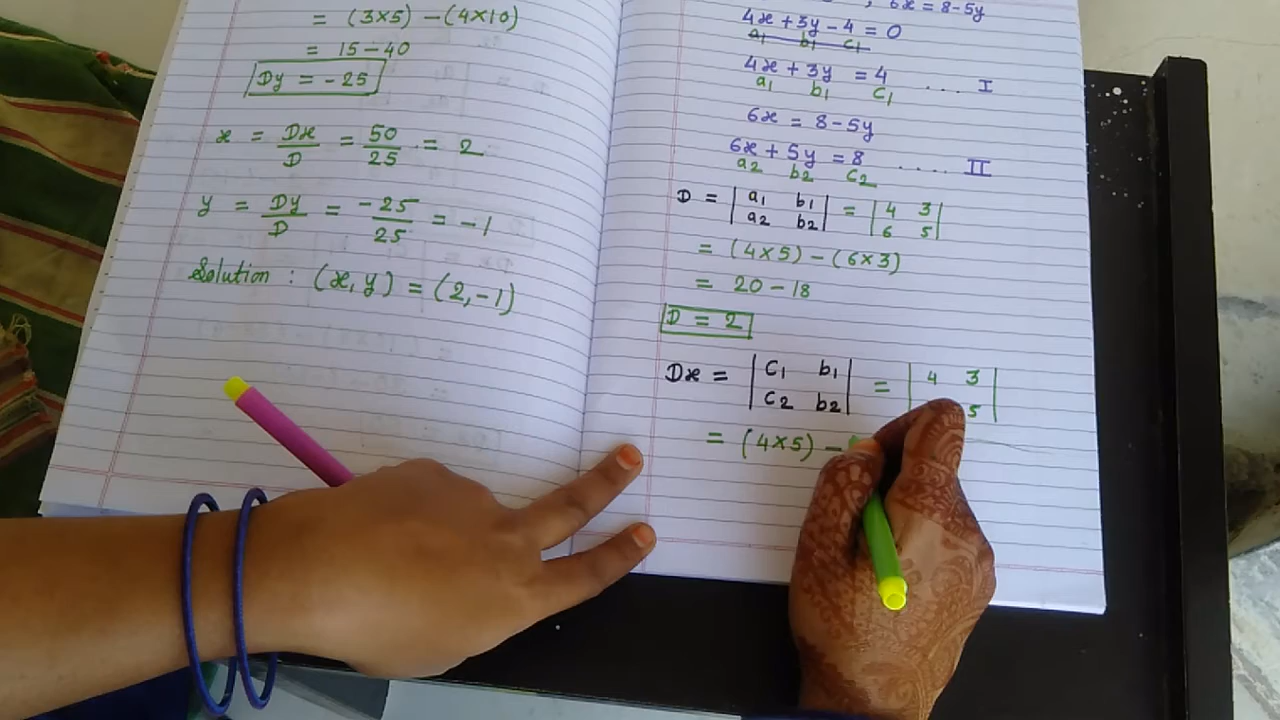 = (3×5) - (4×10)
= 15 - 40
Dy = -25
x = Dx/D = 50/25 = 2
y = Dy/D = -25/25 = -1
Solution : (x, y) = (2, -1)
6x = 8 - 5y
4x + 3y - 4 = 0
a₁ b₁ c₁
4x + 3y = 4 .... I
a₁ b₁ c₁
6x = 8 - 5y
6x + 5y = 8 ..... II
a₂ b₂ c₂
D = | a₁ b₁ | = | 4 3 |
| a₂ b₂ | | 6 5 |
= (4×5) - (6×3)
= 20 - 18
D = 2
Dx = | c₁ b₁ | = | 4 3 |
| c₂ b₂ | | 5 |
= (4×5) -